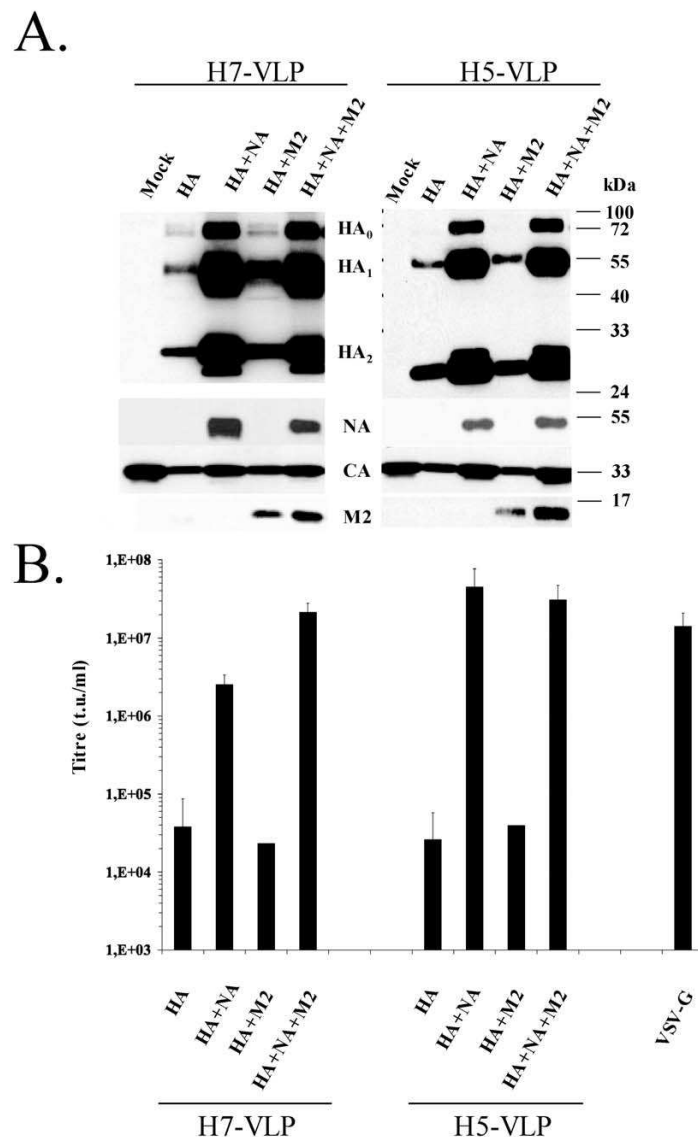 A.
H7-VLP
H5-VLP
Mock
HA
HA+NA
HA+M2
HA+NA+M2
Mock
HA
HA+NA
HA+M2
HA+NA+M2
kDa
HA₀
HA₁
HA₂
NA
CA
M2
100
72
55
40
33
24
55
33
17
B.
Titre (t.u./ml)
1,E+08
1,E+07
1,E+06
1,E+05
1,E+04
1,E+03
HA
HA+NA
HA+M2
HA+NA+M2
HA
HA+NA
HA+M2
HA+NA+M2
VSV-G
H7-VLP
H5-VLP